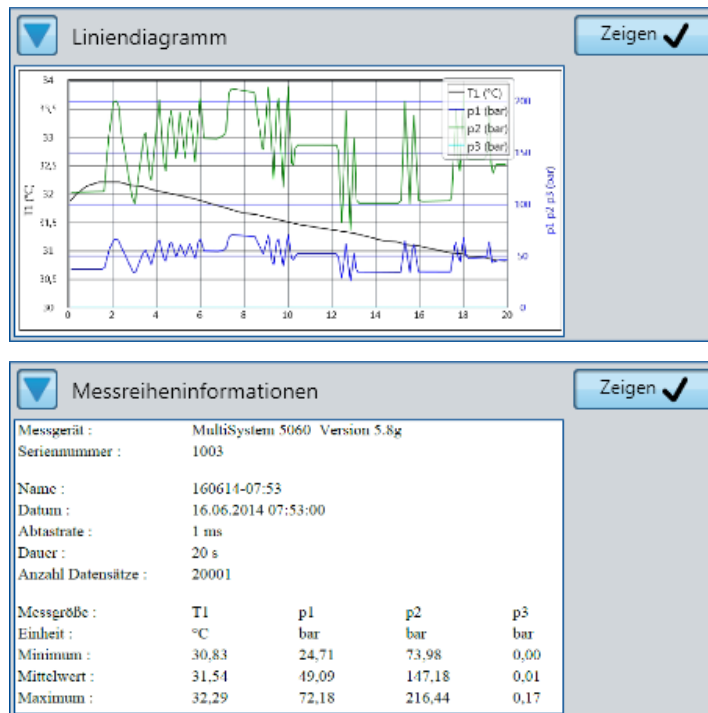 Liniendiagramm
Zeigen
34
33,5
33
32,5
32
31,5
31
30,5
30
T1 (°C)
0 2 4 6 8 10 12 14 16 18 20
200
150
100
50
0
p1 p2 p3 (bar)
T1 (°C)
p1 (bar)
p2 (bar)
p3 (bar)
Messreiheninformationen
Zeigen
Messgerät : MultiSystem 5060 Version 5.8g
Seriennummer : 1003
Name : 160614-07:53
Datum : 16.06.2014 07:53:00
Abtastrate : 1 ms
Dauer : 20 s
Anzahl Datensätze : 20001
Messgröße : T1 p1 p2 p3
Einheit : °C bar bar bar
Minimum : 30,83 24,71 73,98 0,00
Mittelwert : 31,54 49,09 147,18 0,01
Maximum : 32,29 72,18 216,44 0,17